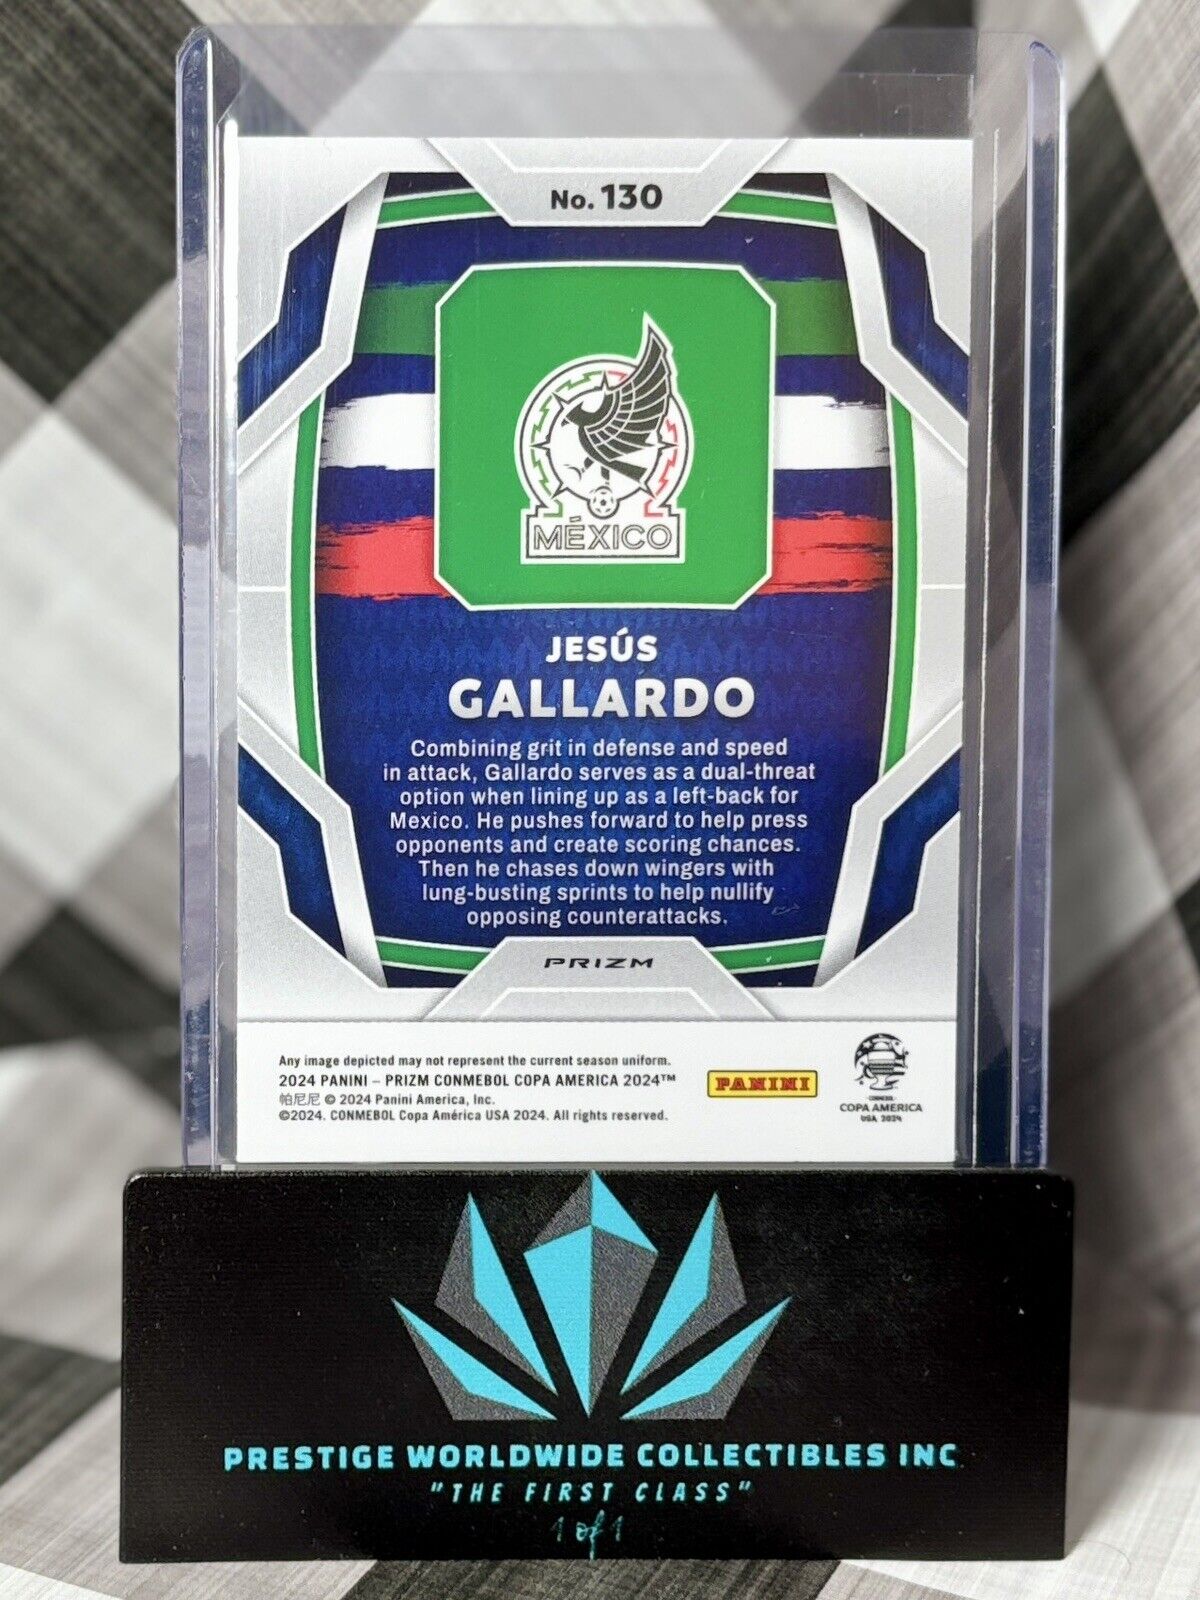 No. 130
MÉXICO
JESÚS
GALLARDO
Combining grit in defense and speed
in attack, Gallardo serves as a dual-threat
option when lining up as a left-back for
Mexico. He pushes forward to help press
opponents and create scoring chances.
Then he chases down wingers with
lung-busting sprints to help nullify
opposing counterattacks.
PRIZM
Any image depicted may not represent the current season uniform.
2024 PANINI – PRIZM CONMEBOL COPA AMERICA 2024™
帕尼尼 © 2024 Panini America, Inc.
©2024. CONMEBOL Copa América USA 2024. All rights reserved.
PANINI
CONMEBOL
COPA AMERICA
USA 2024
PRESTIGE WORLDWIDE COLLECTIBLES INC.
"THE FIRST CLASS"
1 of 1